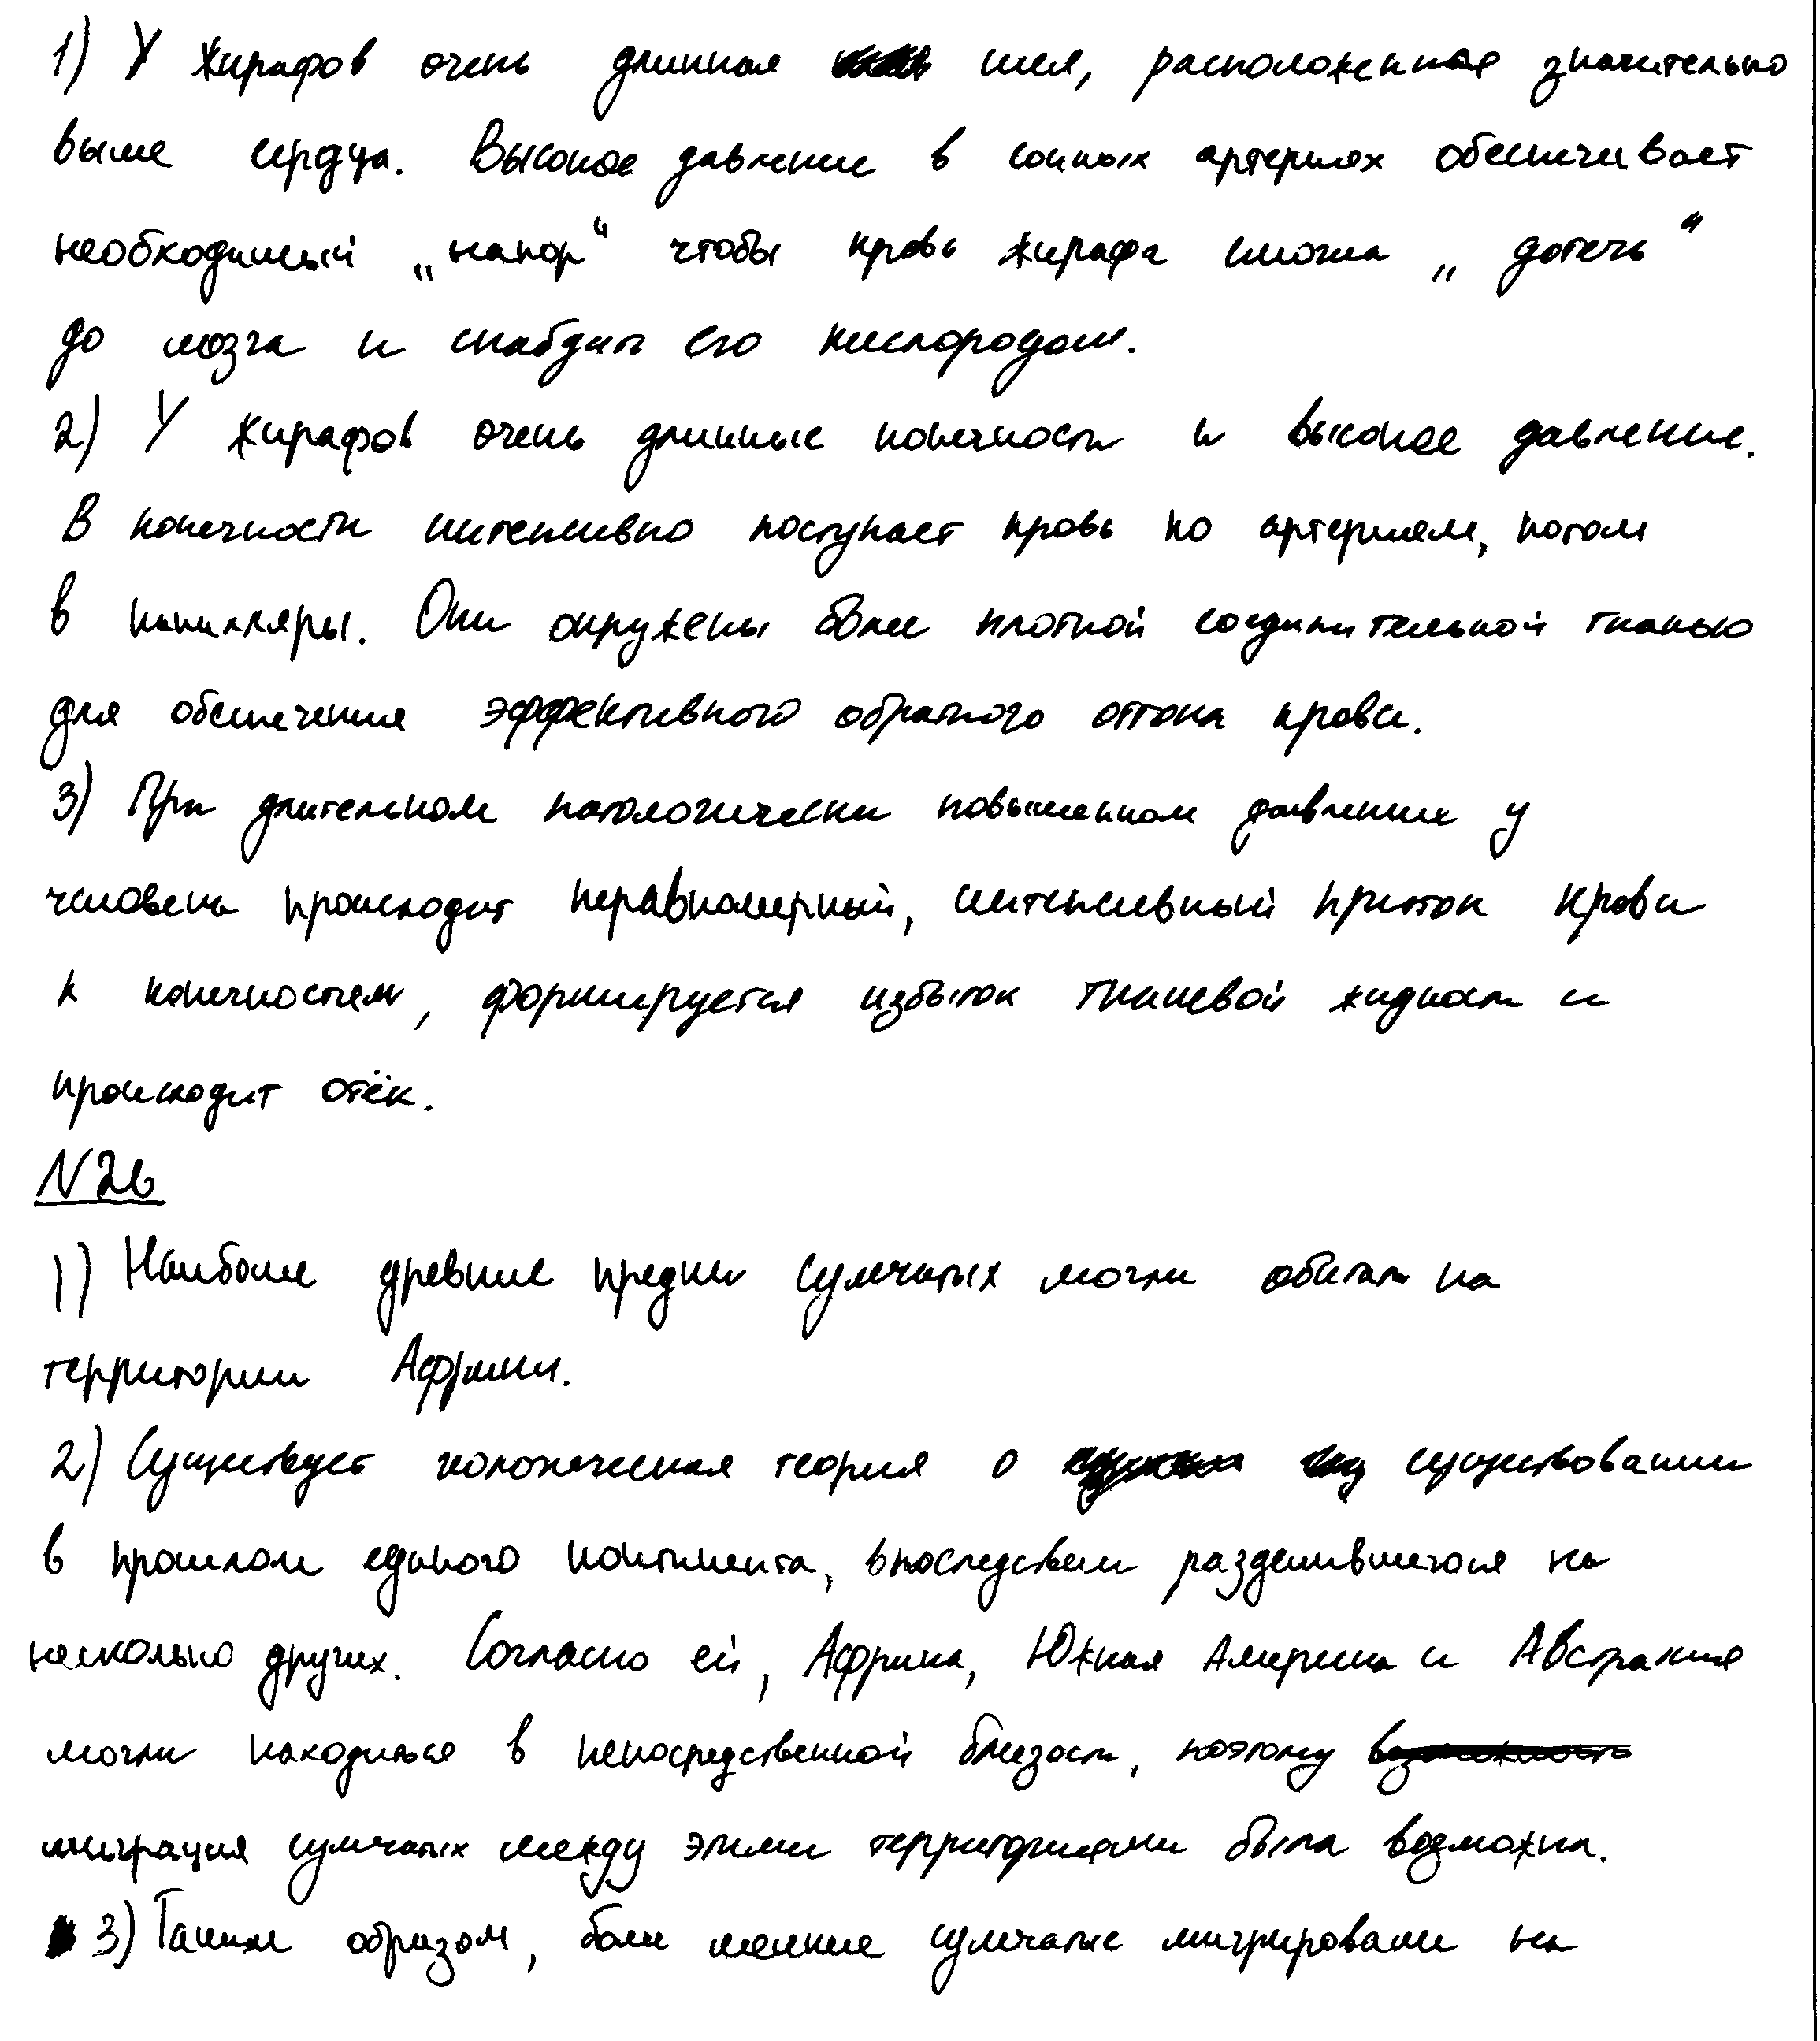 1) У жирафов очень длинная шея, расположенная значительно
выше сердца. Высокое давление в сонных артериях обеспечивает
необходимый „напор“ чтобы кровь жирафа смогла „дотечь“
до мозга и снабдить его кислородом.
2) У жирафов очень длинные конечности и высокое давление.
В конечности интенсивно поступает кровь по артериям, потом
в капилляры. Они окружены более плотной соединительной тканью
для обеспечения эффективного обратного оттока крови.
3) При длительном патологически повышенном давлении у
человека происходит неравномерный, интенсивный приток крови
к конечностям, формируется избыток тканевой жидкости и
происходит отёк.
N26
1) Наиболее древние предки сумчатых могли обитать на
территории Африки.
2) Существует теория о существовании
в прошлом единого континента, впоследствии разделившегося на
несколько других. Согласно ей, Африка, Южная Америка и Австралия
могли находиться в непосредственной близости, поэтому
миграция сумчатых между этими территориями была возможна.
3) Таким образом, более мелкие сумчатые мигрировали на